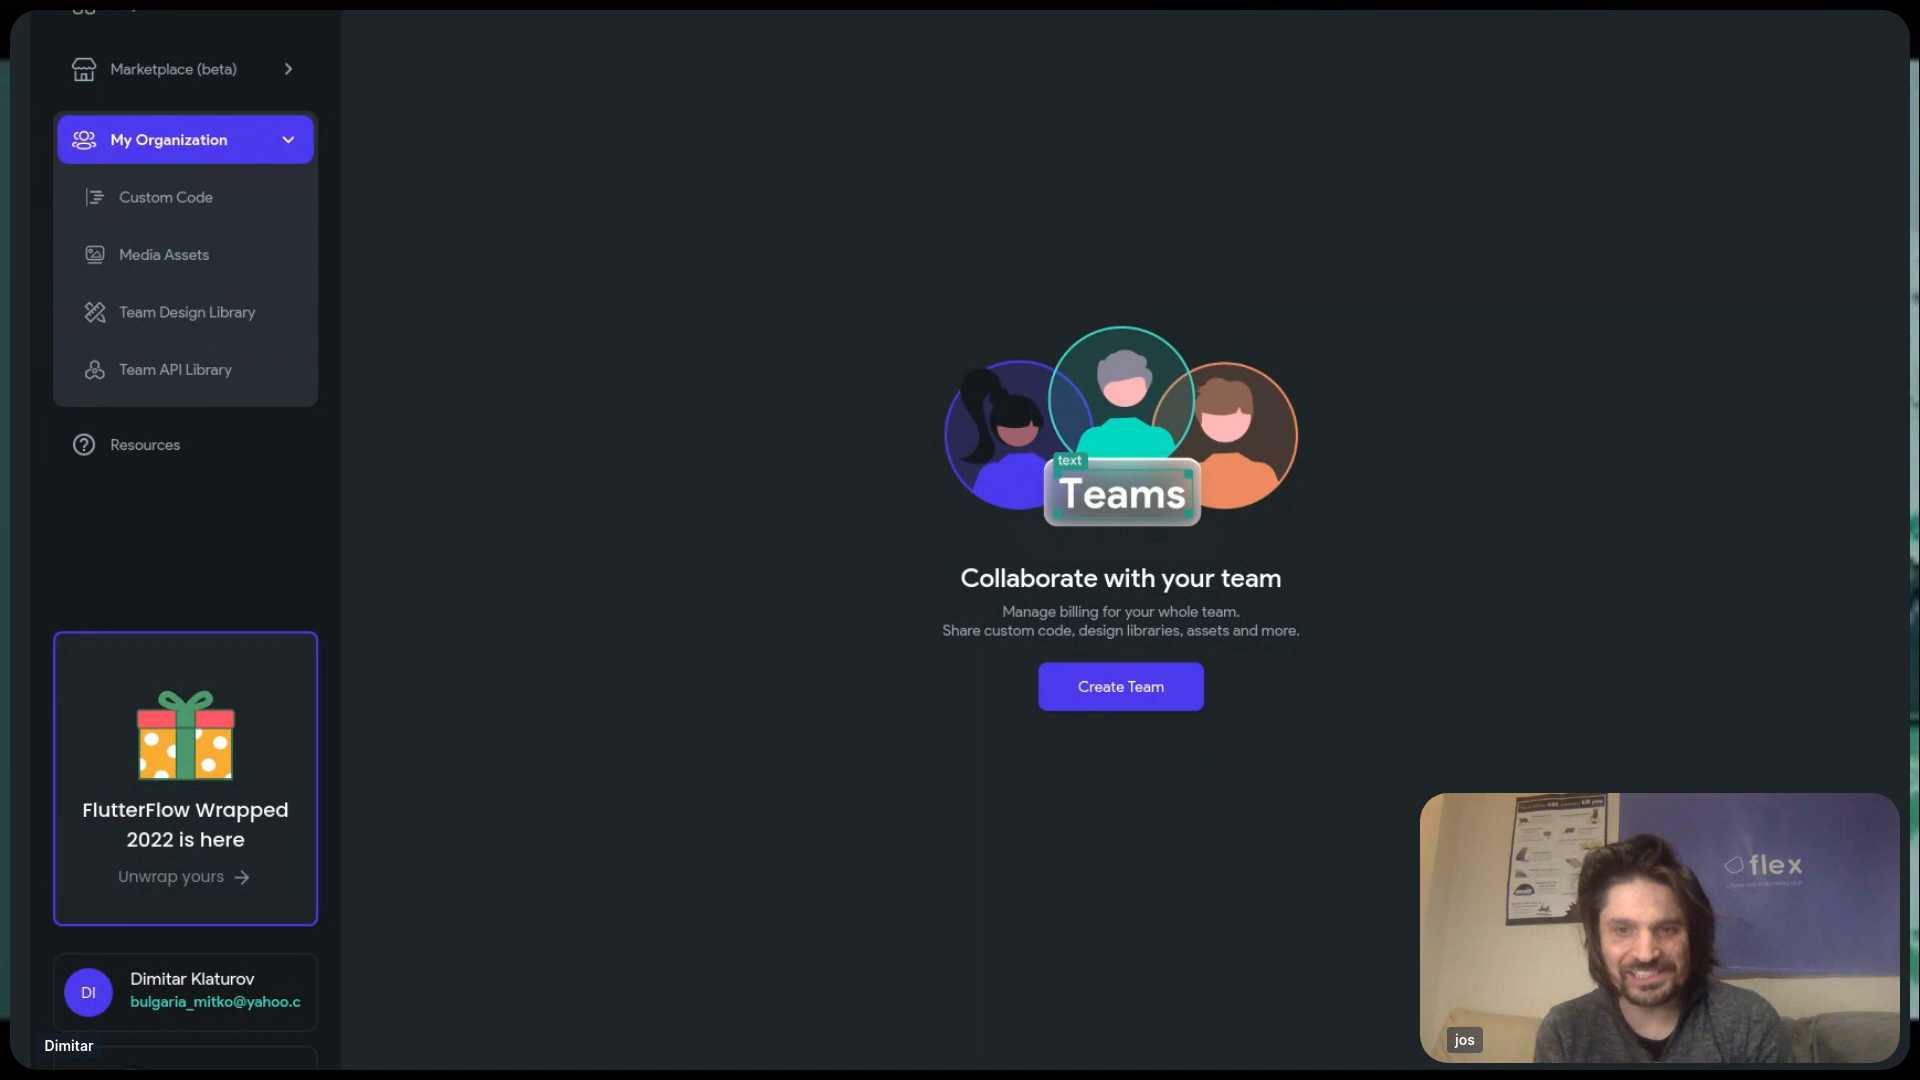 Marketplace (beta)
My Organization
Custom Code
Media Assets
Team Design Library
Team API Library
Resources
text
Teams
Collaborate with your team
Manage billing for your whole team.
Share custom code, design libraries, assets and more.
Create Team
FlutterFlow Wrapped
2022 is here
Unwrap yours
DI
Dimitar Klaturov
bulgaria_mitko@yahoo.c
Dimitar
flex
jos